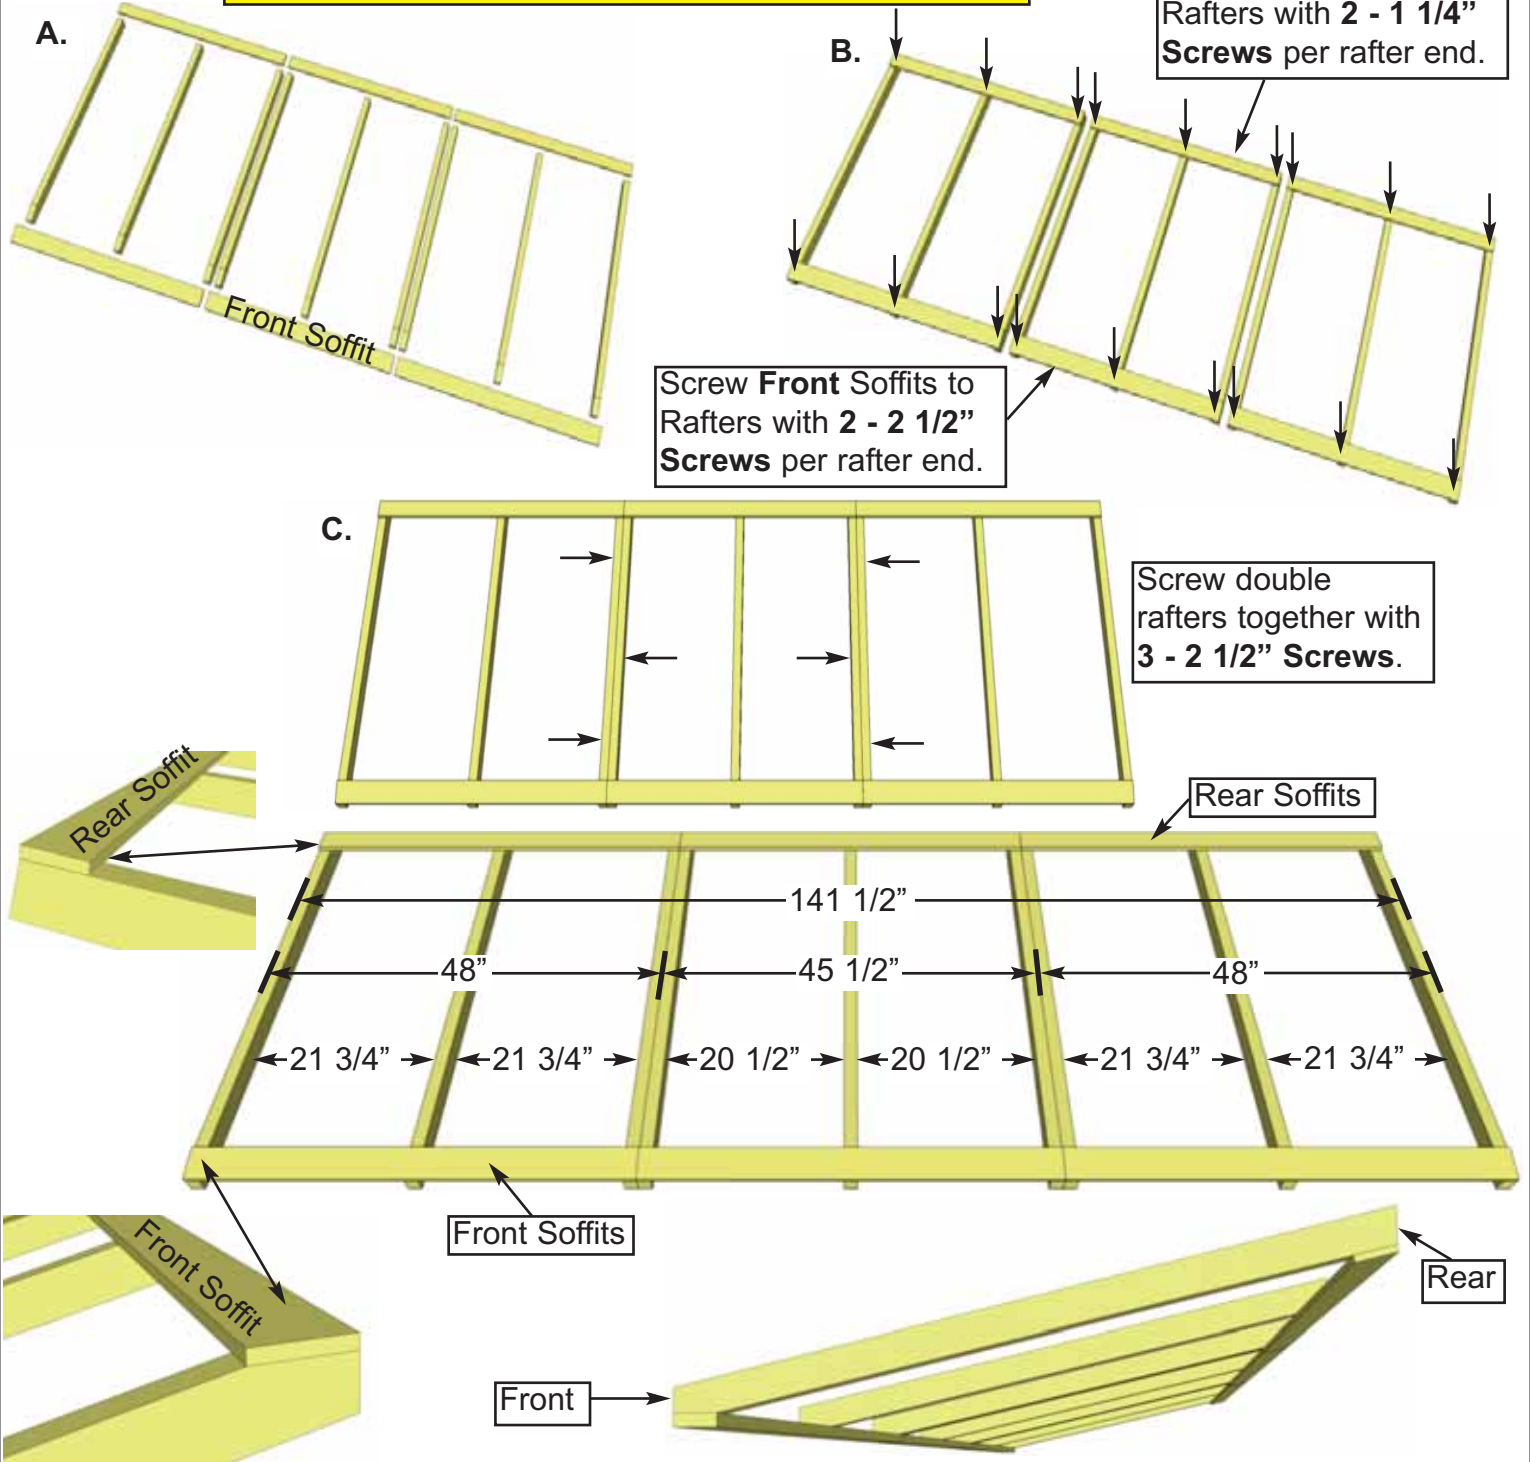 A.
B.
Rafters with 2 - 1 1/4”
Screws per rafter end.
Front Soffit
Screw Front Soffits to
Rafters with 2 - 2 1/2”
Screws per rafter end.
C.
Screw double
rafters together with
3 - 2 1/2” Screws.
Rear Soffit
Rear Soffits
141 1/2”
48” 45 1/2” 48”
21 3/4” 21 3/4” 20 1/2” 20 1/2” 21 3/4” 21 3/4”
Front Soffits
Front Soffit
Rear
Front